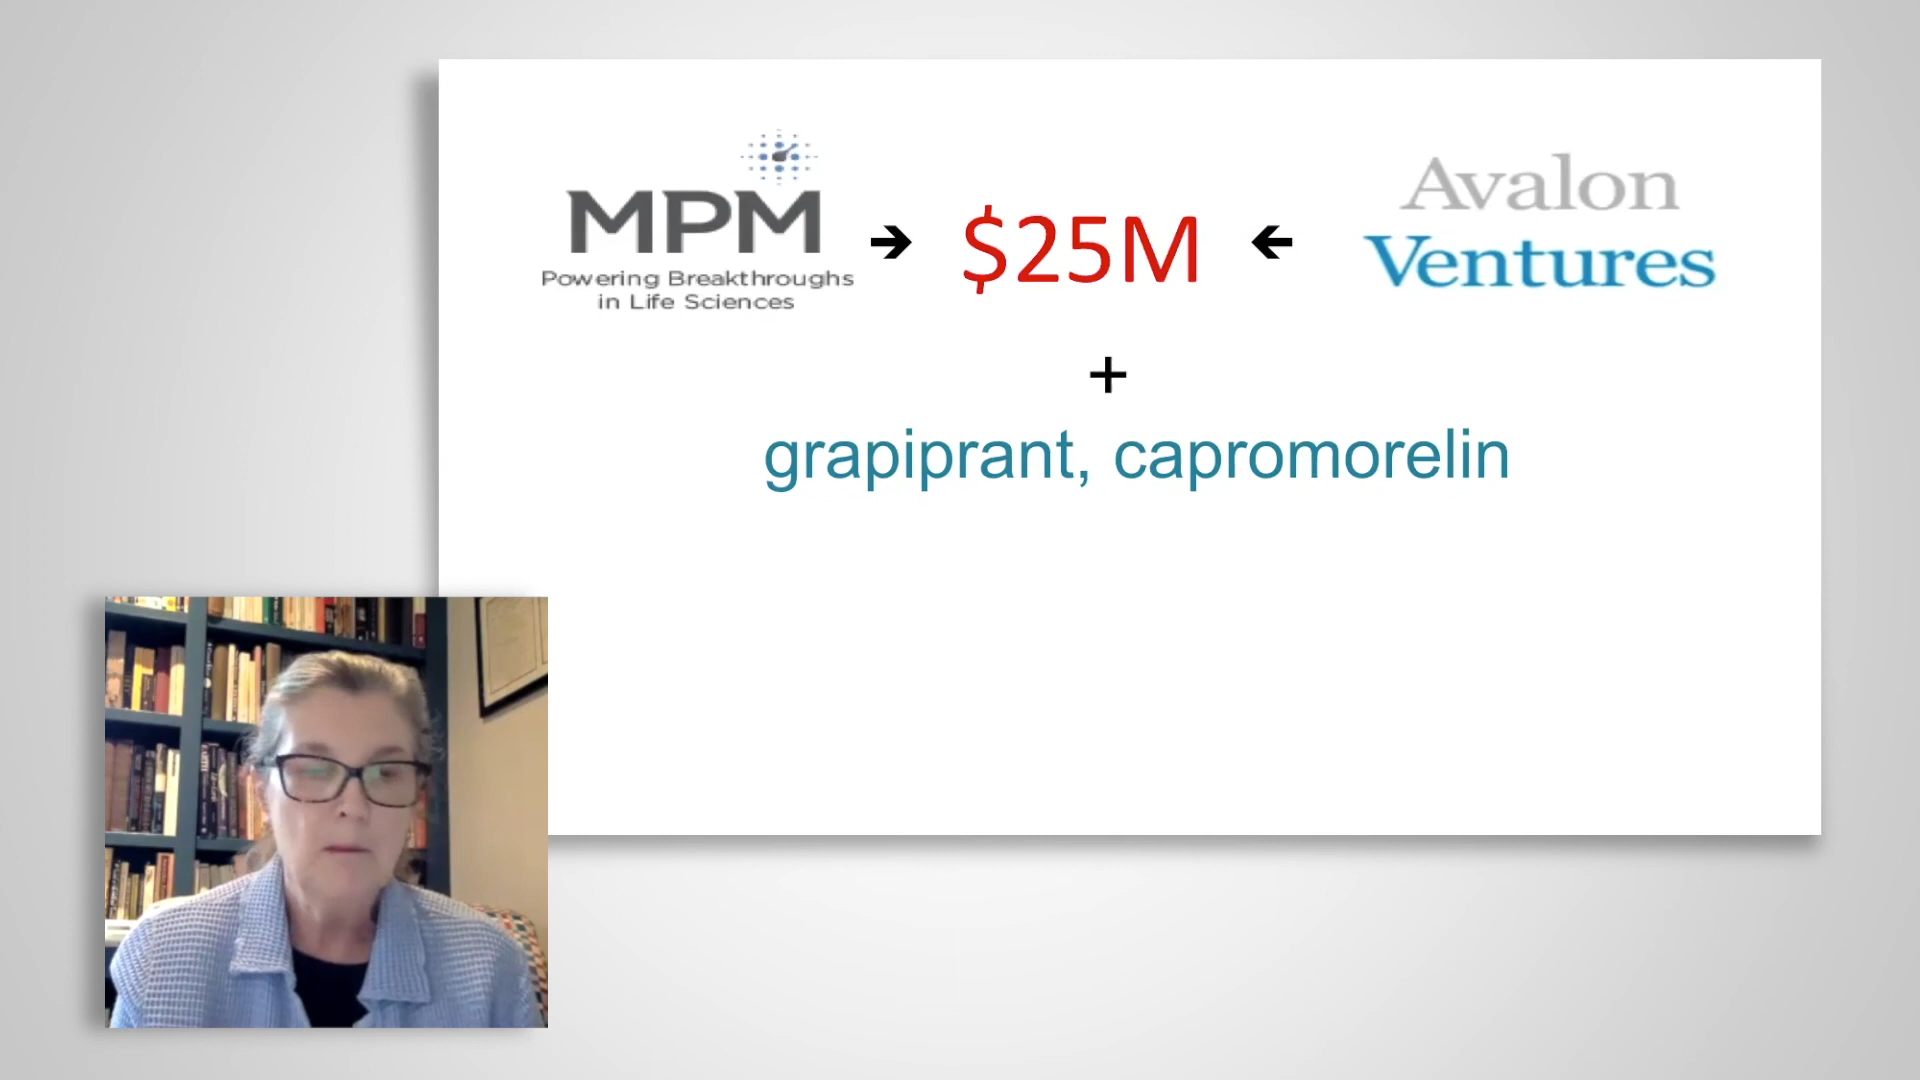 MPM
Powering Breakthroughs
in Life Sciences
➔ $25M ←
Avalon
Ventures
+
grapiprant, capromorelin